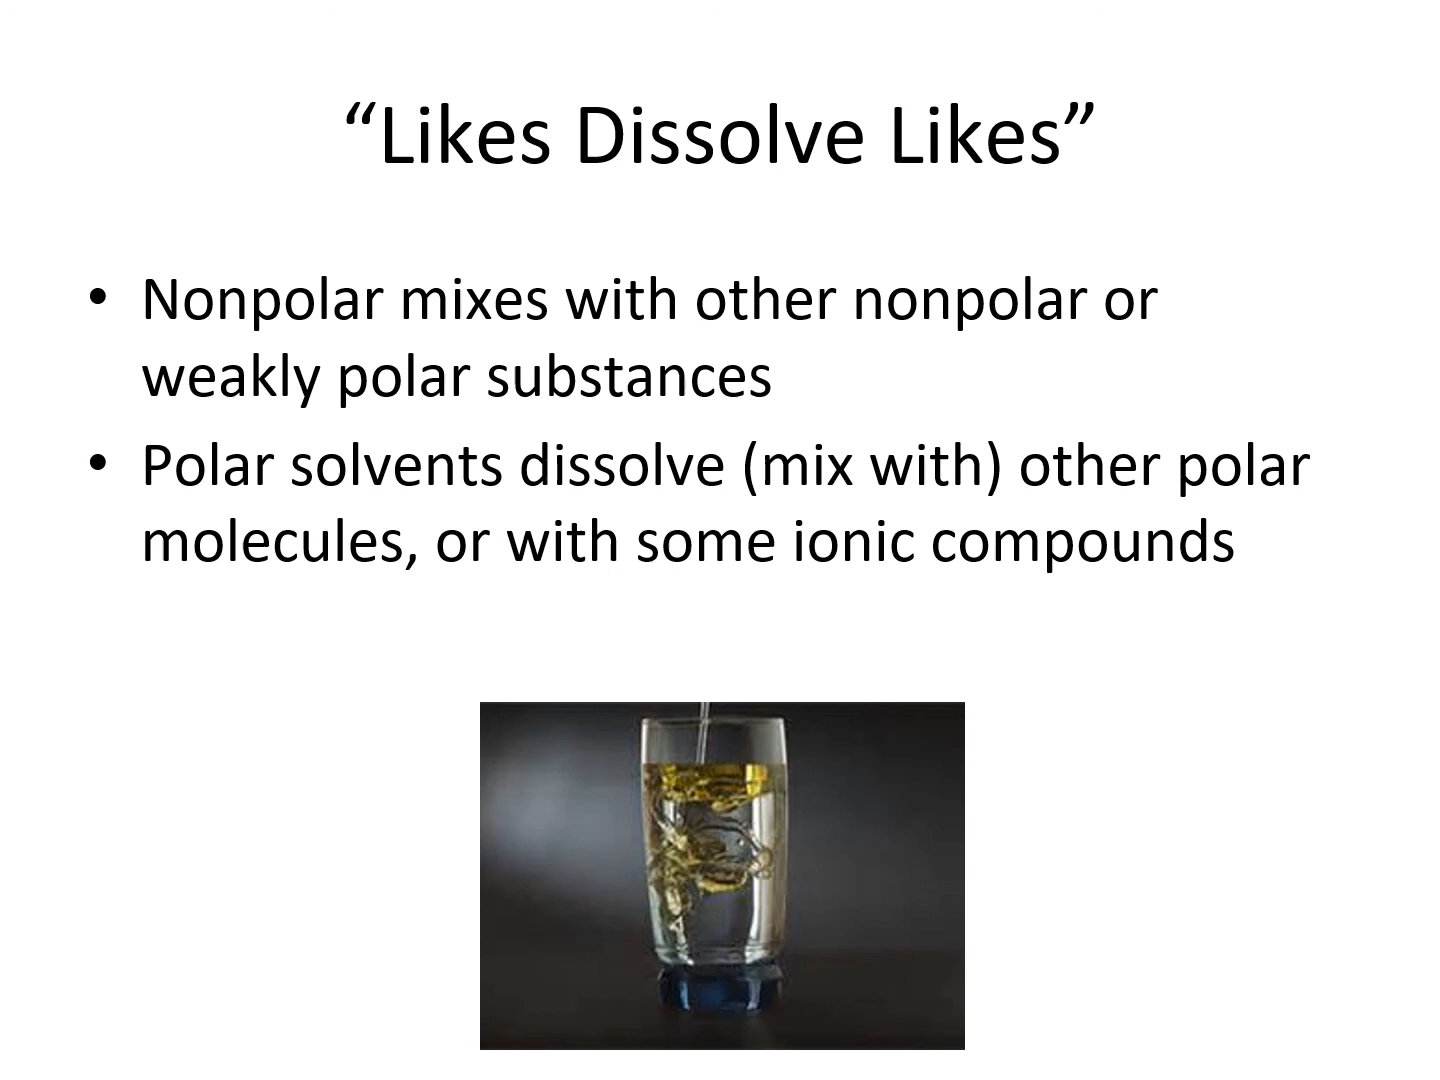 “Likes Dissolve Likes”
• Nonpolar mixes with other nonpolar or
weakly polar substances
• Polar solvents dissolve (mix with) other polar
molecules, or with some ionic compounds